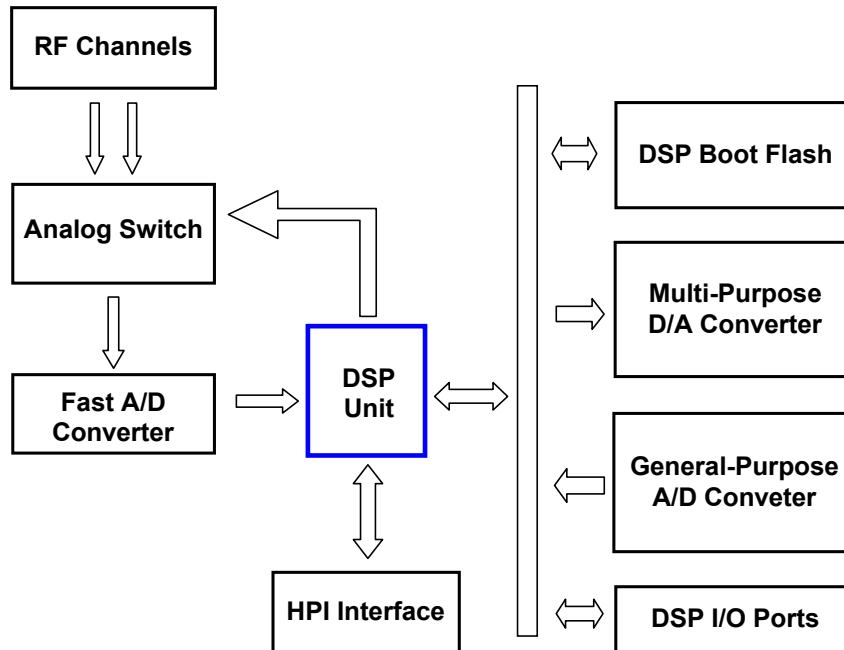 RF Channels
Analog Switch
Fast A/D
Converter
DSP
Unit
HPI Interface
DSP Boot Flash
Multi-Purpose
D/A Converter
General-Purpose
A/D Conveter
DSP I/O Ports